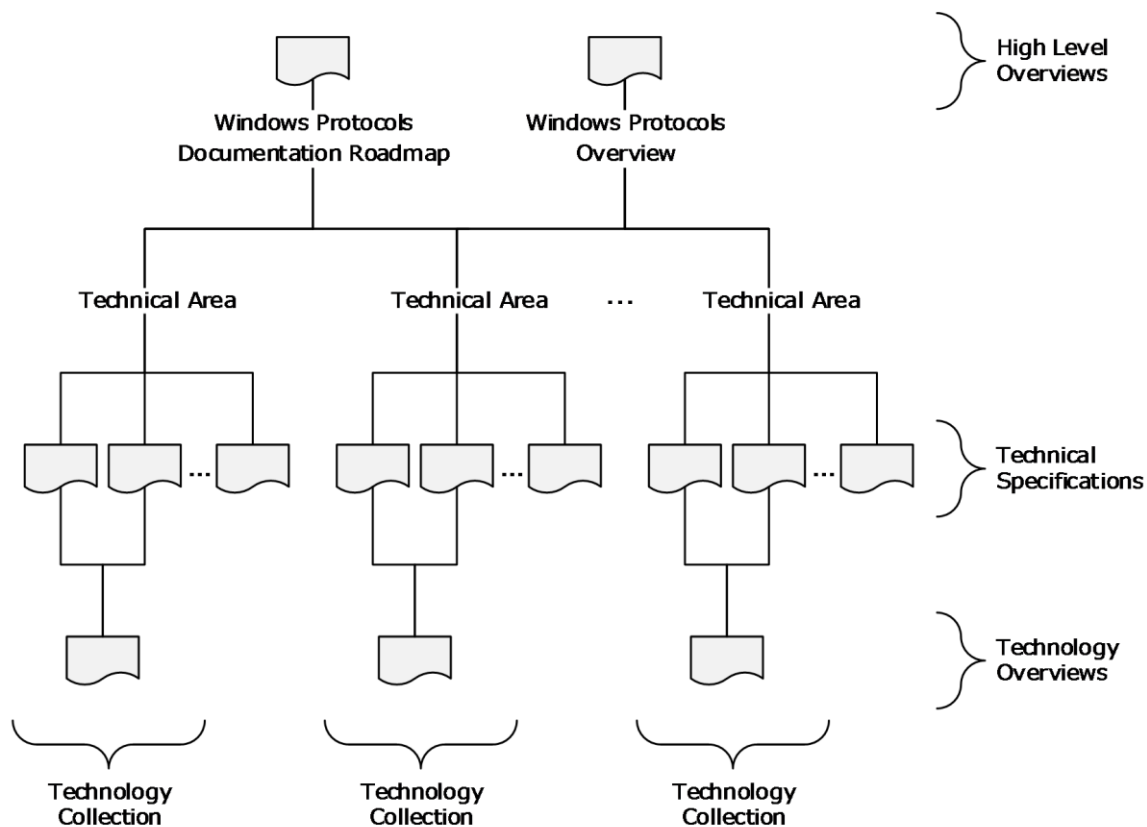 High Level
Overviews
Windows Protocols
Documentation Roadmap
Windows Protocols
Overview
Technical Area
Technical Area
...
Technical Area
...
...
...
Technical
Specifications
Technology
Overviews
Technology
Collection
Technology
Collection
Technology
Collection